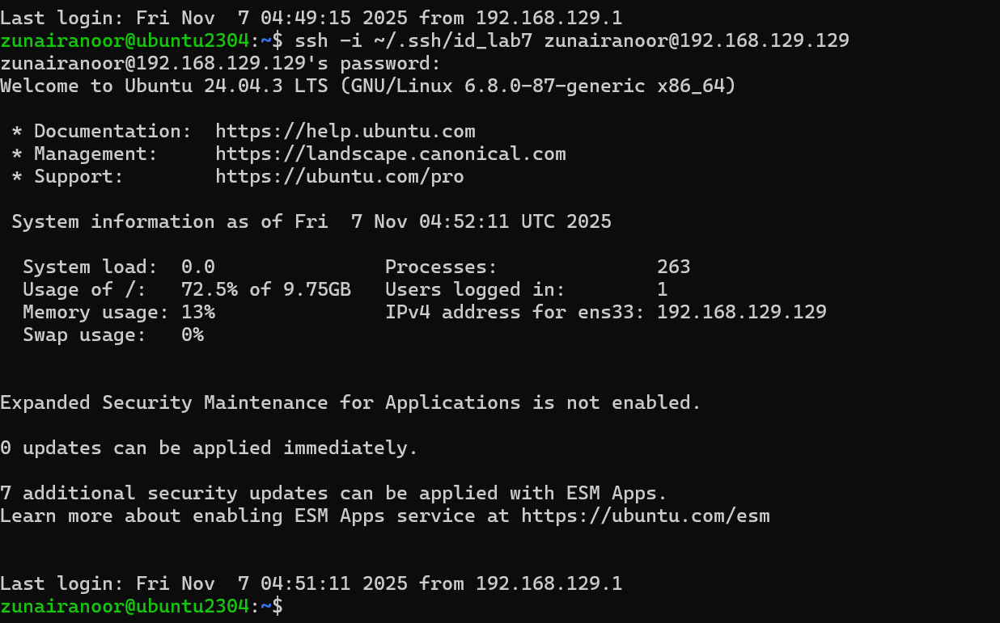 Last login: Fri Nov  7 04:49:15 2025 from 192.168.129.1
zunairanoor@ubuntu2304:~$ ssh -i ~/.ssh/id_lab7 zunairanoor@192.168.129.129
zunairanoor@192.168.129.129's password:
Welcome to Ubuntu 24.04.3 LTS (GNU/Linux 6.8.0-87-generic x86_64)

 * Documentation:  https://help.ubuntu.com
 * Management:     https://landscape.canonical.com
 * Support:        https://ubuntu.com/pro

 System information as of Fri  7 Nov 04:52:11 UTC 2025

  System load:  0.0               Processes:              263
  Usage of /:   72.5% of 9.75GB   Users logged in:        1
  Memory usage: 13%               IPv4 address for ens33: 192.168.129.129
  Swap usage:   0%


Expanded Security Maintenance for Applications is not enabled.

0 updates can be applied immediately.

7 additional security updates can be applied with ESM Apps.
Learn more about enabling ESM Apps service at https://ubuntu.com/esm


Last login: Fri Nov  7 04:51:11 2025 from 192.168.129.1
zunairanoor@ubuntu2304:~$